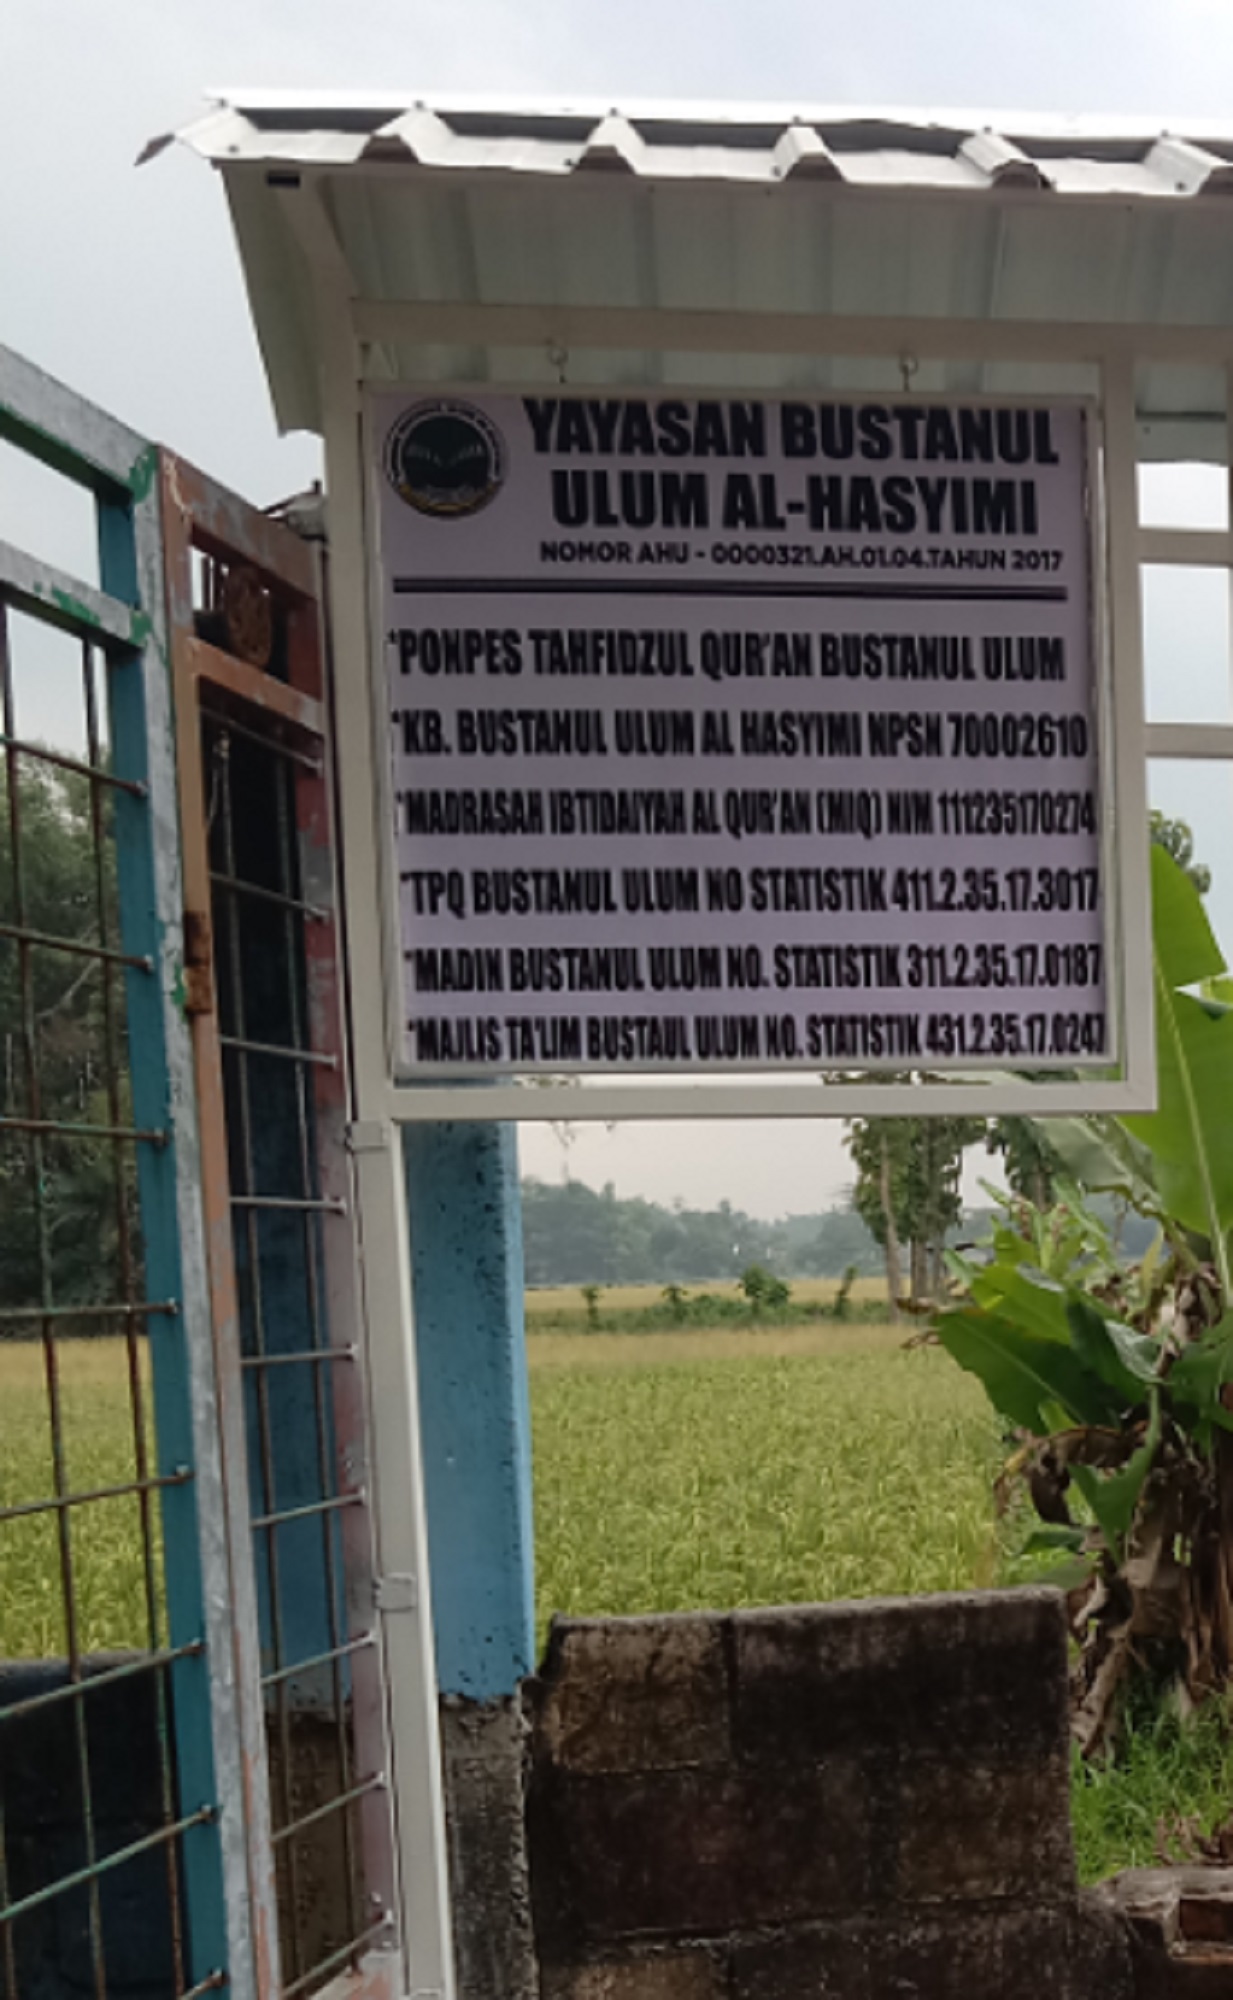 YAYASAN BUSTANUL
ULUM AL-HASYIMI
NOMOR AHU - 0000321.AH.01.04.TAHUN 2017
*PONPES TAHFIDZUL QUR'AN BUSTANUL ULUM
*KB. BUSTANUL ULUM AL HASYIMI NPSN 70002610
*MADRASAH IBTIDAIYAH AL QUR'AN (MIQ) NIM 111235170274
*TPQ BUSTANUL ULUM NO STATISTIK 411.2.35.17.3017
*MADIN BUSTANUL ULUM NO. STATISTIK 311.2.35.17.0187
*MAJLIS TA'LIM BUSTAUL ULUM NO. STATISTIK 431.2.35.17.0247